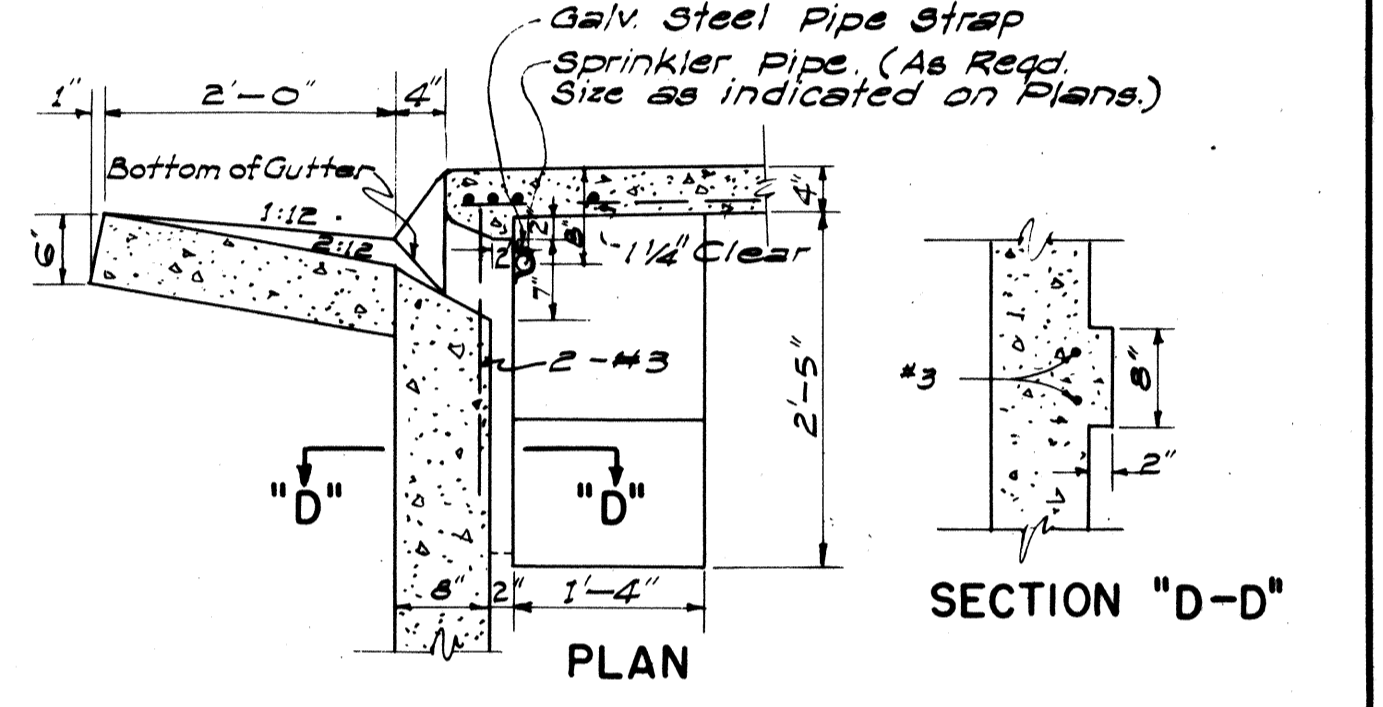 Galv. Steel Pipe Strap
Sprinkler Pipe. (As Reqd.
Size as indicated on Plans.)
1"
2'-0"
4"
Bottom of Gutter
1:12
2:12
6"
4"
2"
8"
2"
7"
1 1/4" Clear
2-#3
2'-5"
"D"
"D"
8"
2"
1'-4"
PLAN
#3
8"
2"
SECTION "D-D"